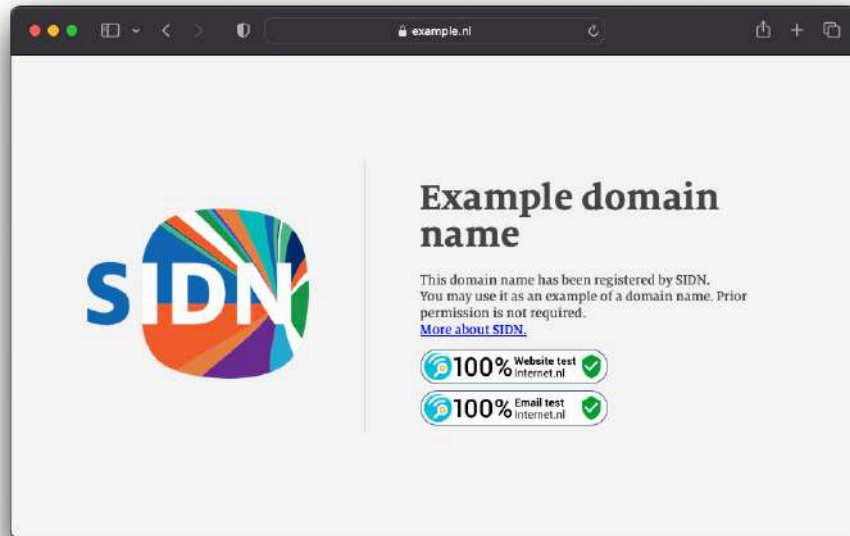 example.nl
SIDN
Example domain
name
This domain name has been registered by SIDN.
You may use it as an example of a domain name. Prior
permission is not required.
More about SIDN.
100% Website test
Internet.nl
100% Email test
Internet.nl